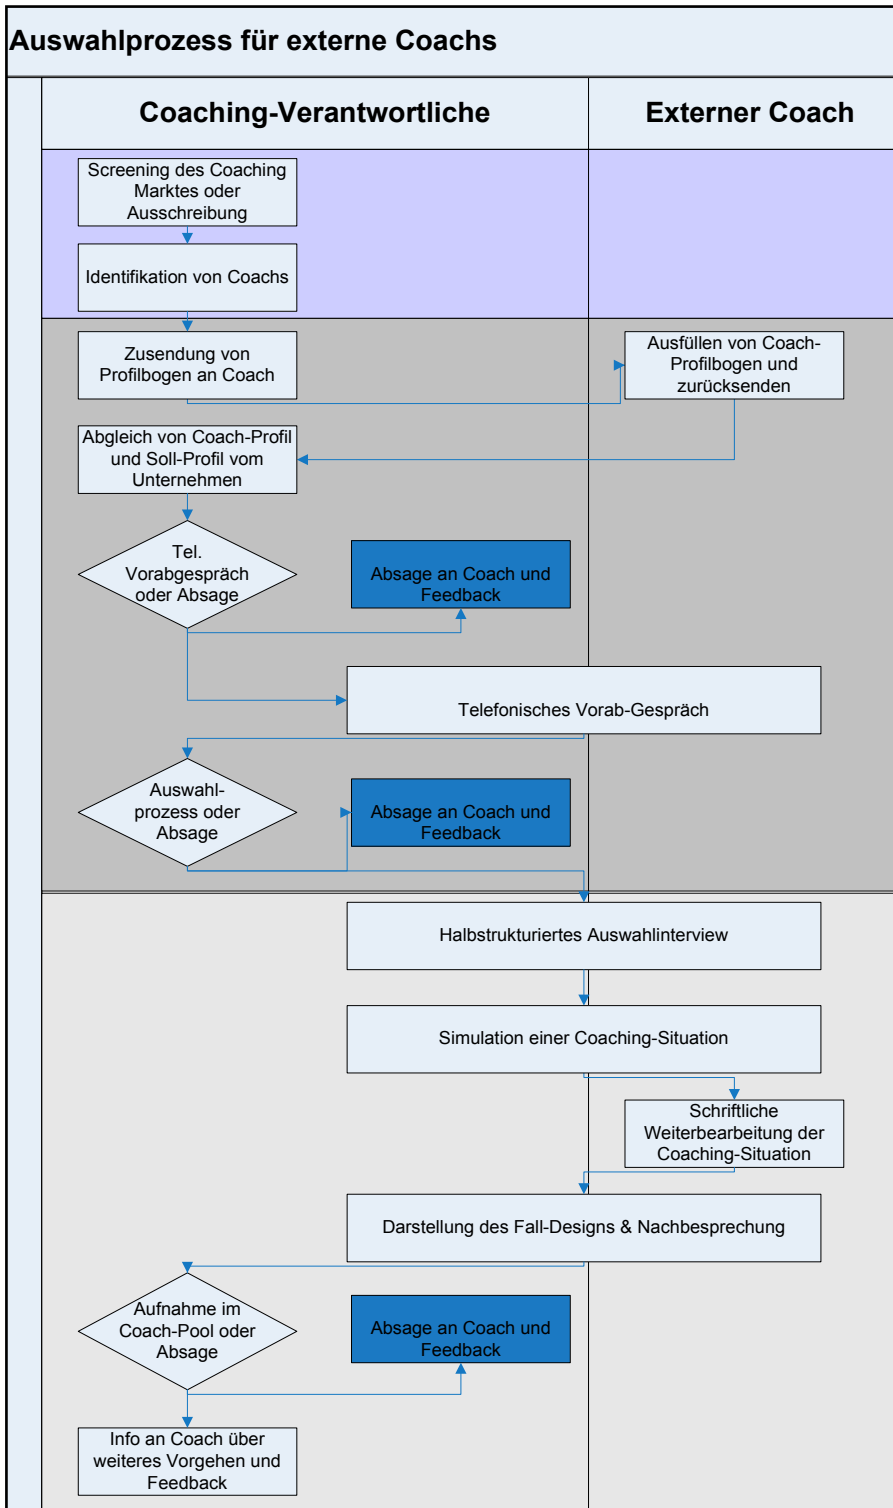 Auswahlprozess für externe Coachs
Coaching-Verantwortliche
Externer Coach
Screening des Coaching
Marktes oder
Ausschreibung
Identifikation von Coachs
Zusendung von
Profilbogen an Coach
Ausfüllen von Coach-
Profilbogen und
zurücksenden
Abgleich von Coach-Profil
und Soll-Profil vom
Unternehmen
Tel.
Vorabgespräch
oder Absage
Absage an Coach und
Feedback
Telefonisches Vorab-Gespräch
Auswahl-
prozess oder
Absage
Absage an Coach und
Feedback
Halbstrukturiertes Auswahlinterview
Simulation einer Coaching-Situation
Schriftliche
Weiterbearbeitung der
Coaching-Situation
Darstellung des Fall-Designs & Nachbesprechung
Aufnahme im
Coach-Pool oder
Absage
Absage an Coach und
Feedback
Info an Coach über
weiteres Vorgehen und
Feedback